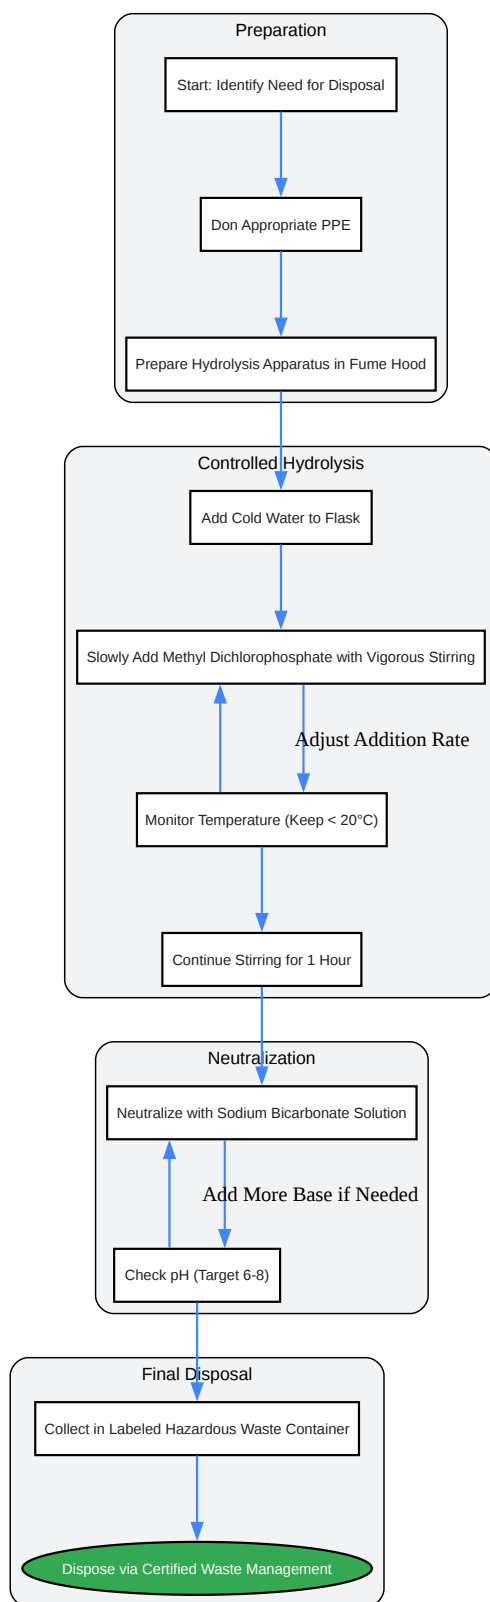 Preparation
Start: Identify Need for Disposal
Don Appropriate PPE
Prepare Hydrolysis Apparatus in Fume Hood
Controlled Hydrolysis
Add Cold Water to Flask
Slowly Add Methyl Dichlorophosphate with Vigorous Stirring
Adjust Addition Rate
Monitor Temperature (Keep < 20°C)
Continue Stirring for 1 Hour
Neutralization
Neutralize with Sodium Bicarbonate Solution
Add More Base if Needed
Check pH (Target 6-8)
Final Disposal
Collect in Labeled Hazardous Waste Container
Dispose via Certified Waste Management